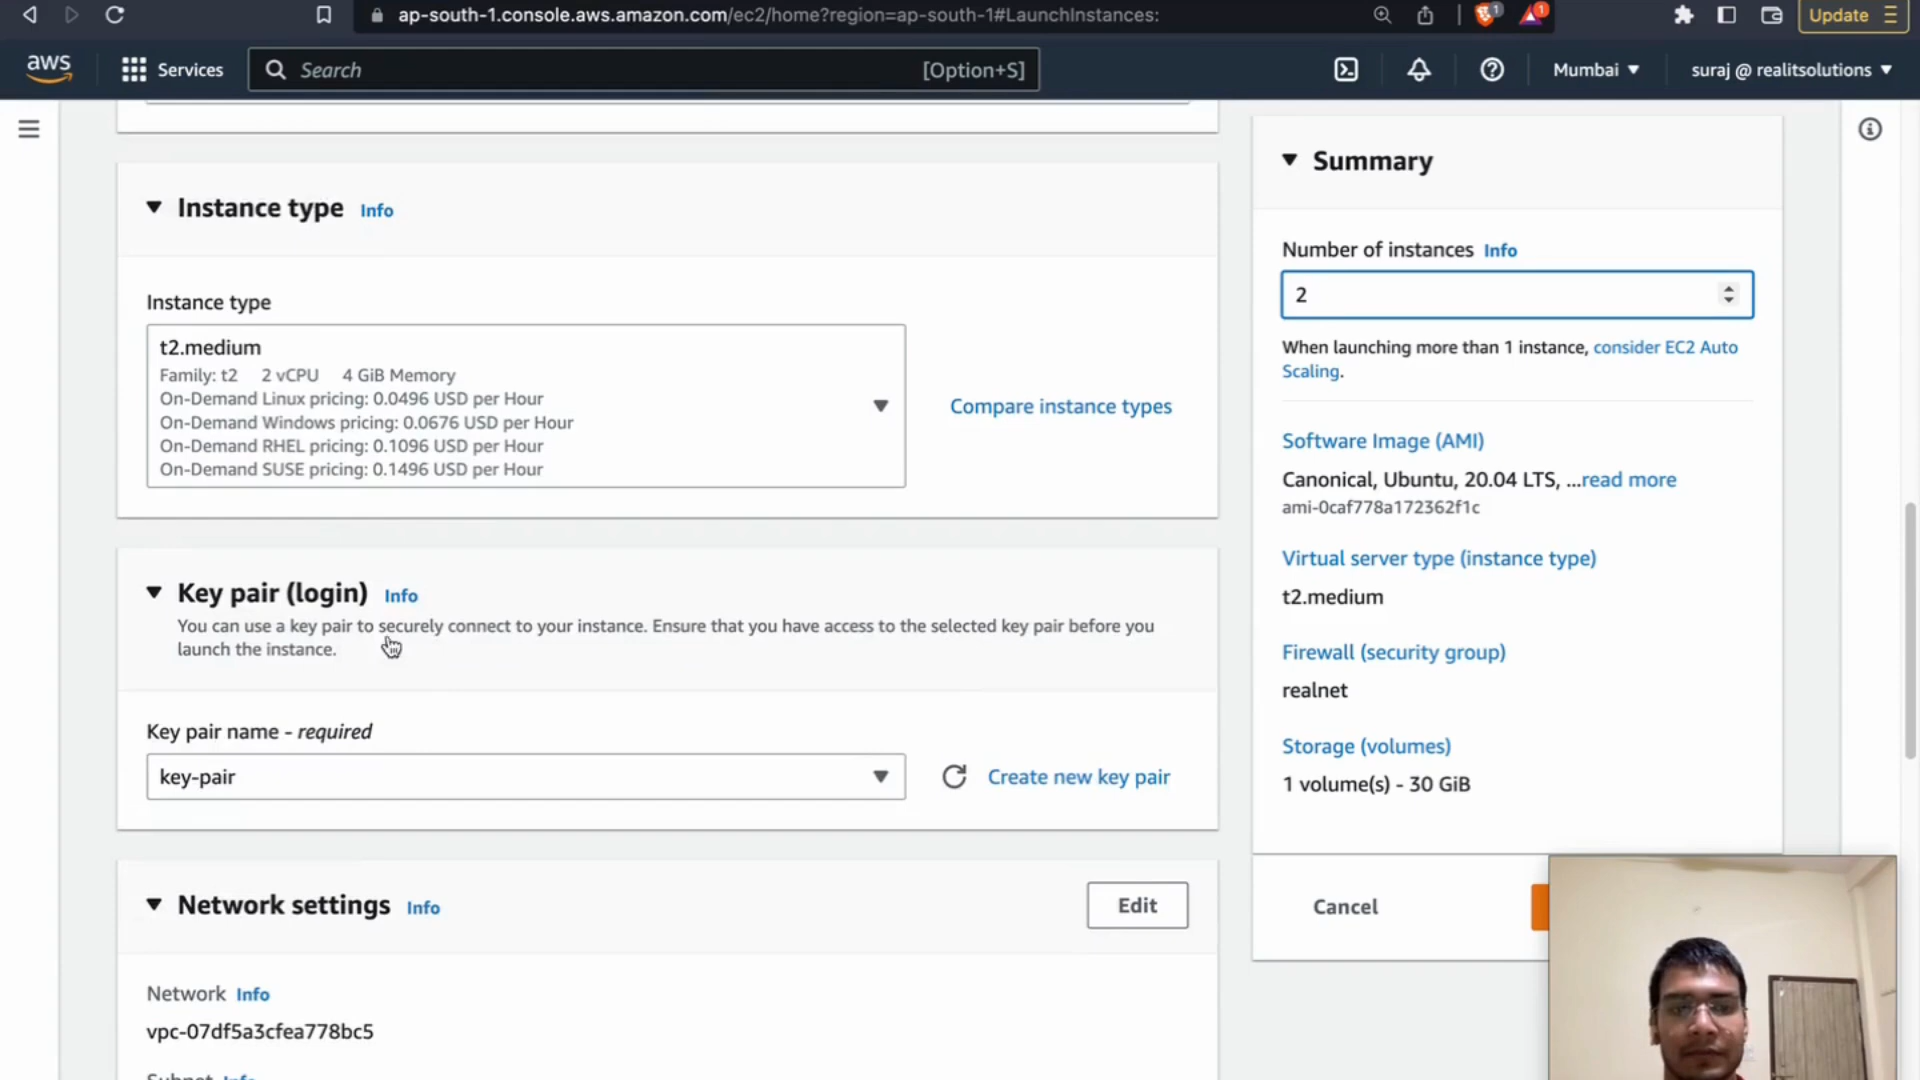 ap-south-1.console.aws.amazon.com/ec2/home?region=ap-south-1#LaunchInstances:
1
1
Update
aws
Services
Search
[Option+S]
Mumbai
suraj @ realitsolutions
Instance type Info
Instance type
t2.medium
Family: t2 2 vCPU 4 GiB Memory
On-Demand Linux pricing: 0.0496 USD per Hour
On-Demand Windows pricing: 0.0676 USD per Hour
On-Demand RHEL pricing: 0.1096 USD per Hour
On-Demand SUSE pricing: 0.1496 USD per Hour
Compare instance types
Key pair (login) Info
You can use a key pair to securely connect to your instance. Ensure that you have access to the selected key pair before you
launch the instance.
Key pair name - required
key-pair
Create new key pair
Network settings Info
Edit
Network Info
vpc-07df5a3cfea778bc5
Subnet Info
Summary
Number of instances Info
2
When launching more than 1 instance, consider EC2 Auto
Scaling.
Software Image (AMI)
Canonical, Ubuntu, 20.04 LTS, ...read more
ami-0caf778a172362f1c
Virtual server type (instance type)
t2.medium
Firewall (security group)
realnet
Storage (volumes)
1 volume(s) - 30 GiB
Cancel